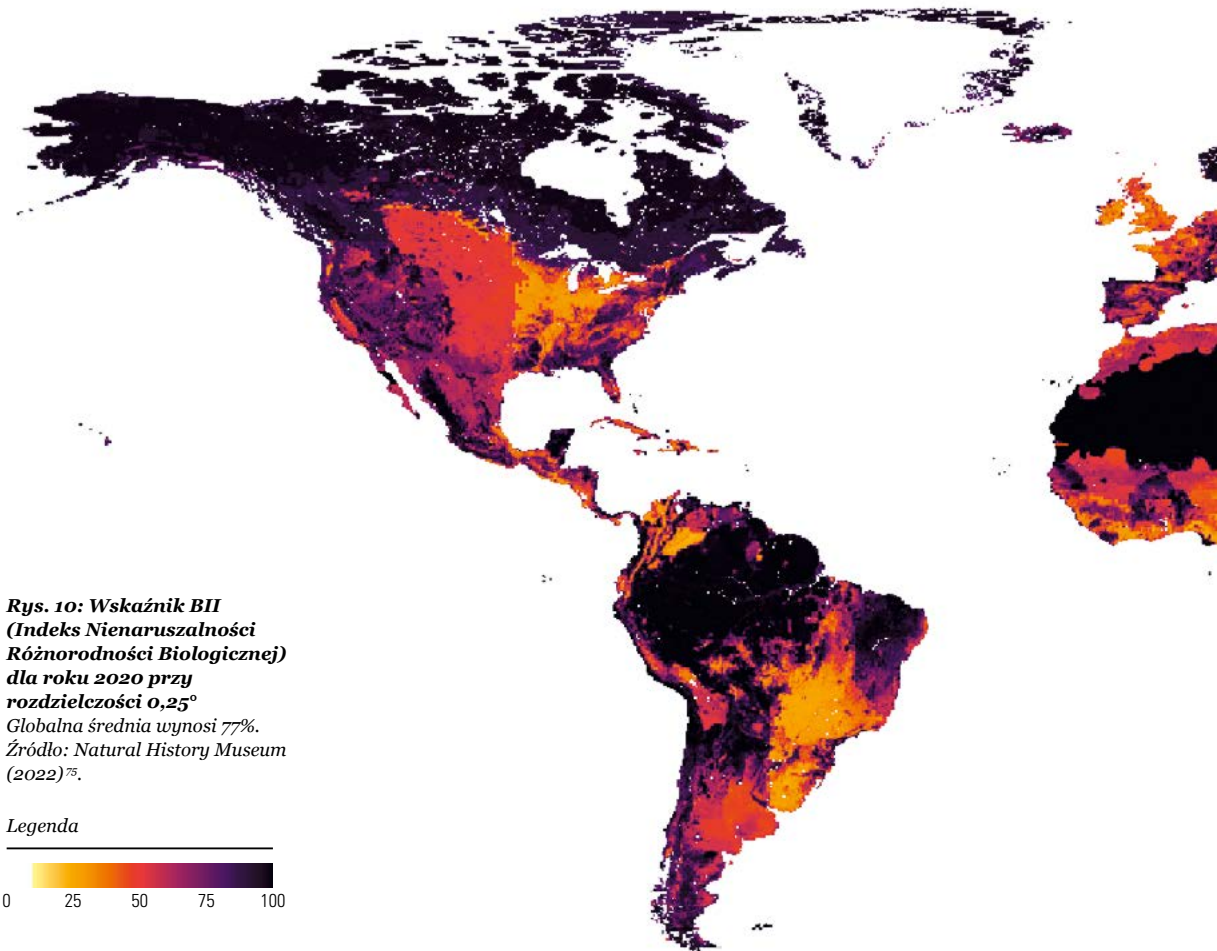 Rys. 10: Wskaźnik BII
(Indeks Nienaruszalności
Różnorodności Biologicznej)
dla roku 2020 przy
rozdzielczości 0,25°
Globalna średnia wynosi 77%.
Źródło: Natural History Museum
(2022)⁷⁵.
Legenda
0 25 50 75 100